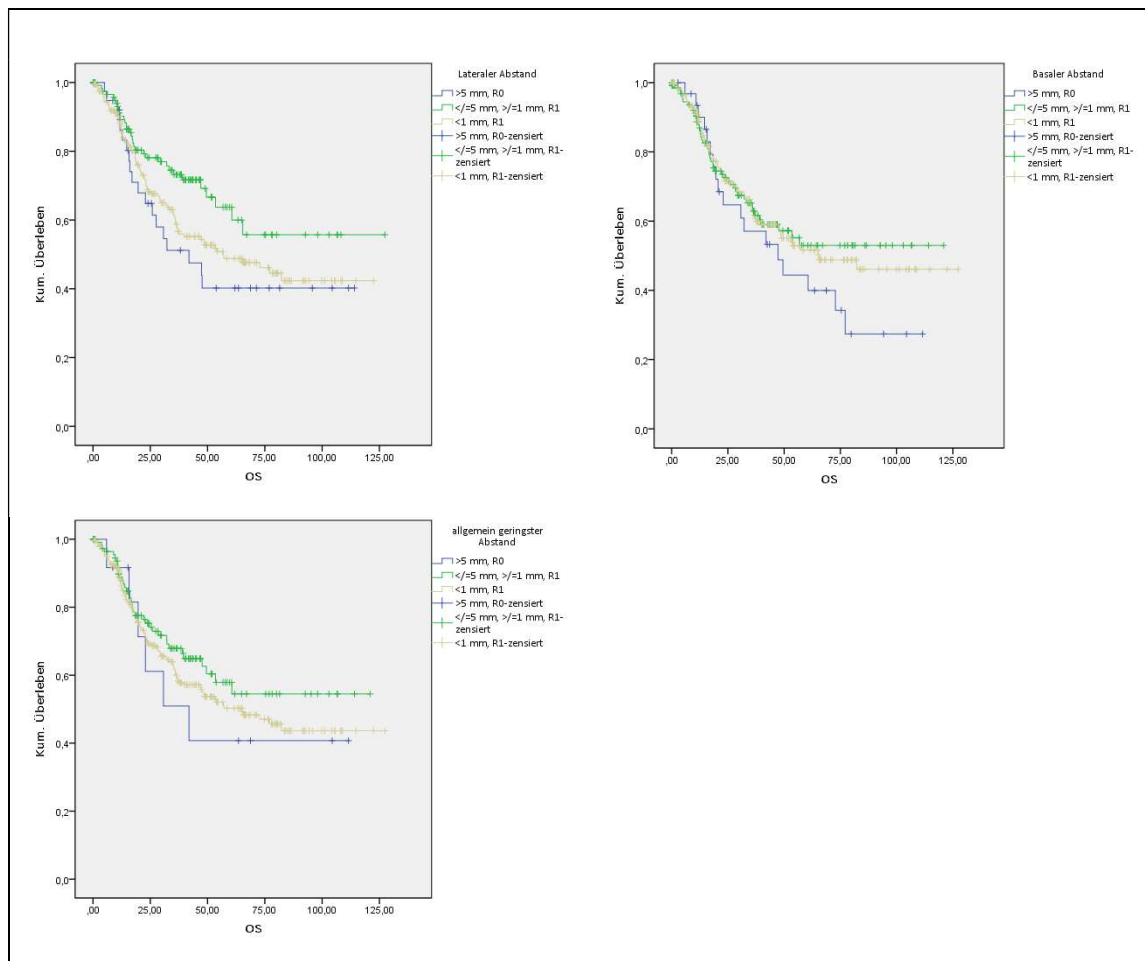 Lateraler Abstand
>5 mm, R0
</=5 mm, >/=1 mm, R1
<1 mm, R1
>5 mm, R0-zensiert
</=5 mm, >/=1 mm, R1-
zensiert
<1 mm, R1-zensiert
Kum. Überleben
1,0
0,8
0,6
0,4
0,2
0,0
,00
25,00
50,00
75,00
100,00
125,00
OS
Basaler Abstand
>5 mm, R0
</=5 mm, >/=1 mm, R1
<1 mm, R1
>5 mm, R0-zensiert
</=5 mm, >/=1 mm, R1-
zensiert
<1 mm, R1-zensiert
Kum. Überleben
1,0
0,8
0,6
0,4
0,2
0,0
,00
25,00
50,00
75,00
100,00
125,00
OS
allgemein geringster
Abstand
>5 mm, R0
</=5 mm, >/=1 mm, R1
<1 mm, R1
>5 mm, R0-zensiert
</=5 mm, >/=1 mm, R1-
zensiert
<1 mm, R1-zensiert
Kum. Überleben
1,0
0,8
0,6
0,4
0,2
0,0
,00
25,00
50,00
75,00
100,00
125,00
OS